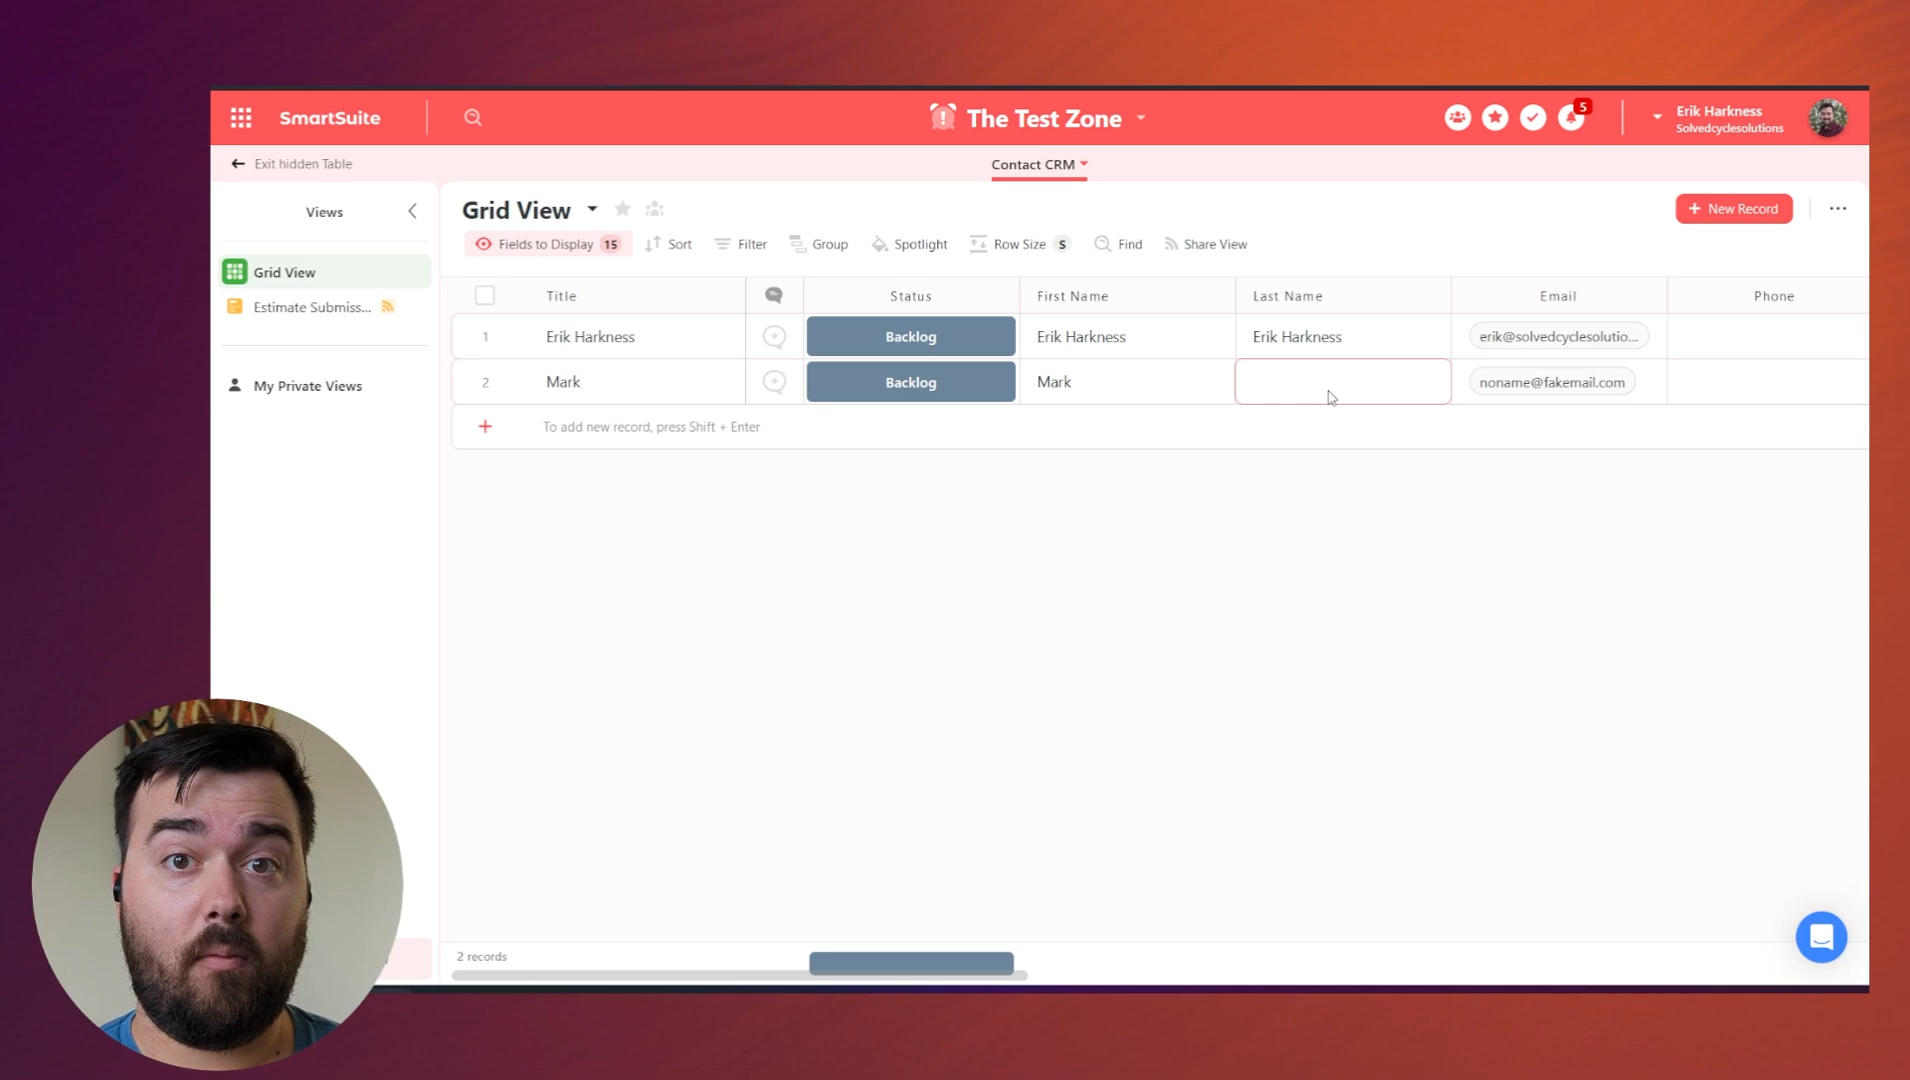 SmartSuite
The Test Zone
5
Erik Harkness
Solvedcyclesolutions
Exit hidden Table
Contact CRM
Views
Grid View
Estimate Submiss...
My Private Views
Grid View
New Record
Fields to Display 15
Sort
Filter
Group
Spotlight
Row Size S
Find
Share View
Title Status First Name Last Name Email Phone
1 Erik Harkness Backlog Erik Harkness Erik Harkness erik@solvedcyclesolutio...
2 Mark Backlog Mark noname@fakemail.com
To add new record, press Shift + Enter
2 records